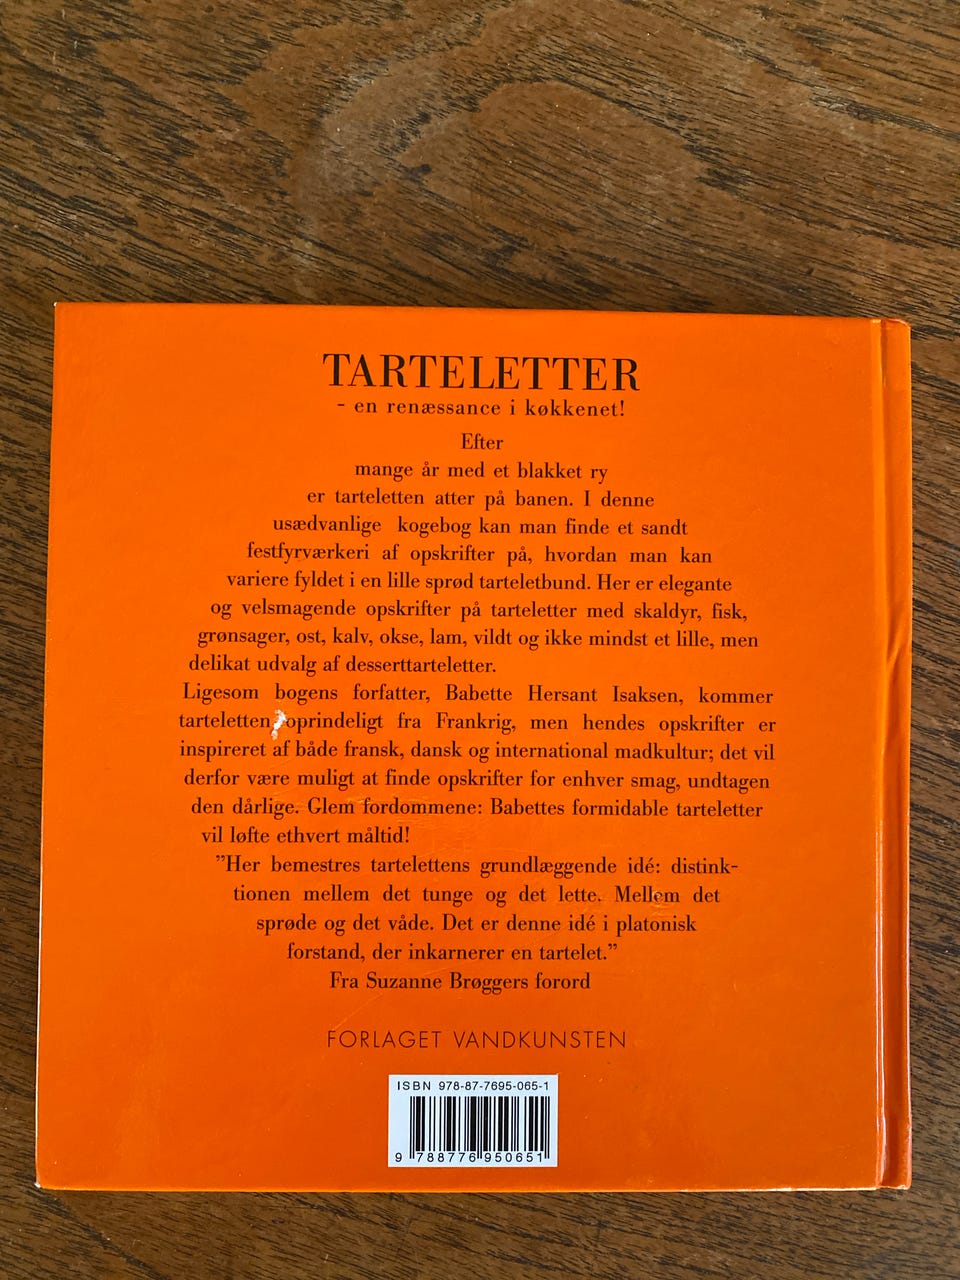 TARTELETTER
- en renæssance i køkkenet!
Efter
mange år med et blakket ry
er tarteletten atter på banen. I denne
usædvanlige kogebog kan man finde et sandt
festfyrværkeri af opskrifter på, hvordan man kan
variere fyldet i en lille sprød tarteletbund. Her er elegante
og velsmagende opskrifter på tarteletter med skaldyr, fisk,
grønsager, ost, kalv, okse, lam, vildt og ikke mindst et lille, men
delikat udvalg af desserttarteletter.
Ligesom bogens forfatter, Babette Hersant Isaksen, kommer
tarteletten oprindeligt fra Frankrig, men hendes opskrifter er
inspireret af både fransk, dansk og international madkultur; det vil
derfor være muligt at finde opskrifter for enhver smag, undtagen
den dårlige. Glem fordommene: Babettes formidable tarteletter
vil løfte ethvert måltid!
”Her bemestres tartelettens grundlæggende idé: distink-
tionen mellem det tunge og det lette. Mellem det
sprøde og det våde. Det er denne idé i platonisk
forstand, der inkarnerer en tartelet.”
Fra Suzanne Brøggers forord
FORLAGET VANDKUNSTEN
ISBN 978-87-7695-065-1
9 788776 950651